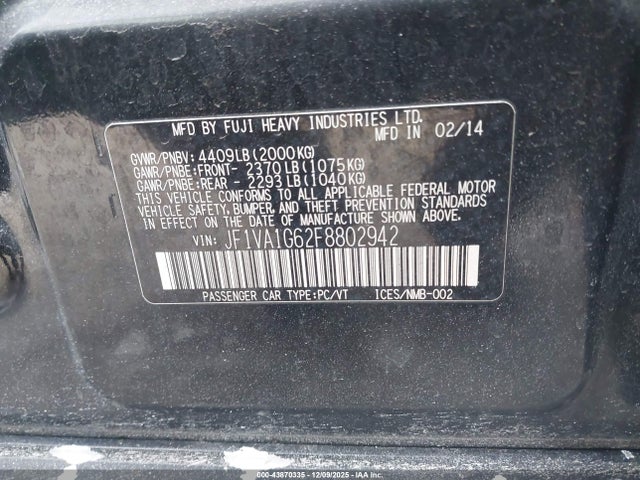 MFD BY FUJI HEAVY INDUSTRIES LTD.
MFD IN 02/14
GVWR/PNBV: 4409LB(2000KG)
GAWR/PNBE:FRONT- 2370LB(1075KG)
GAWR/PNBE:REAR - 2293LB(1040KG)
THIS VEHICLE CONFORMS TO ALL APPLICABLE FEDERAL MOTOR
VEHICLE SAFETY, BUMPER, AND THEFT PREVENTION STANDARDS
IN EFFECT ON THE DATE OF MANUFACTURE SHOWN ABOVE.
VIN: JF1VA1G62F8802942
PASSENGER CAR TYPE:PC/VT ICES/NMB-002
000-43870335 - 12/09/2025 - IAAI.COM